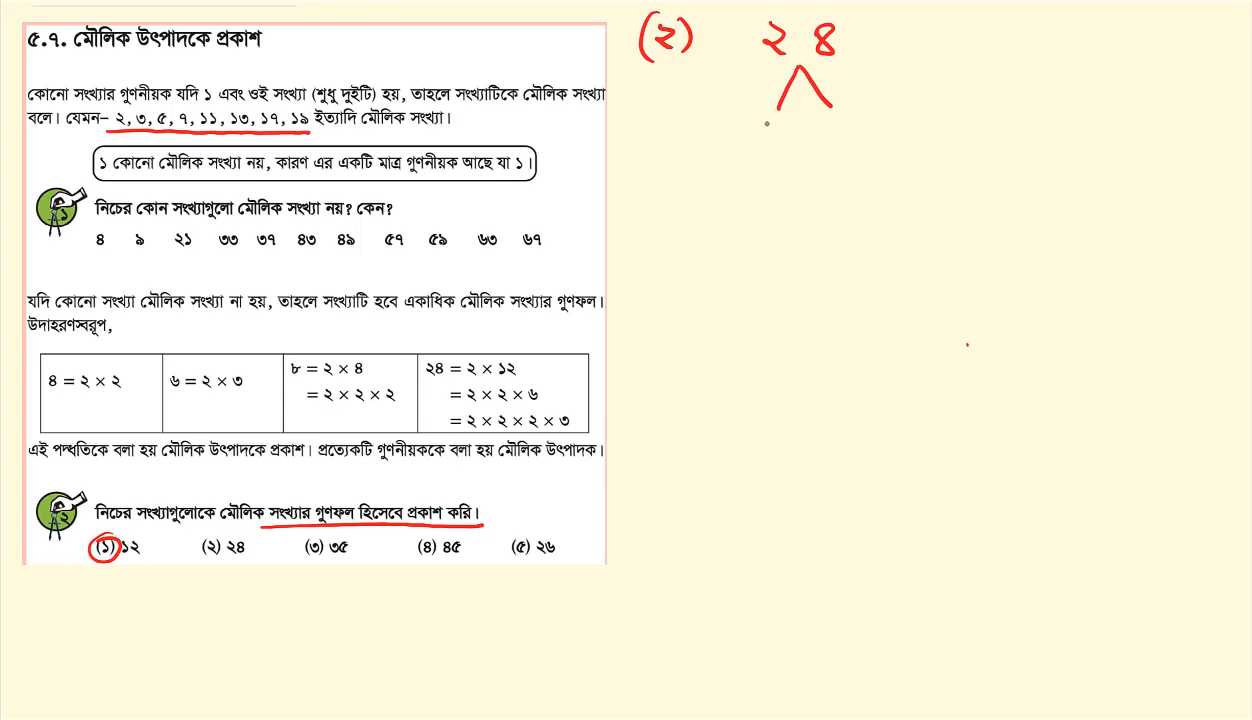 ৫.৭. মৌলিক উৎপাদকে প্রকাশ
কোনো সংখ্যার গুণনীয়ক যদি ১ এবং ওই সংখ্যা (শুধু দুইটি) হয়, তাহলে সংখ্যাটিকে মৌলিক সংখ্যা
বলে। যেমন– ২, ৩, ৫, ৭, ১১, ১৩, ১৭, ১৯ ইত্যাদি মৌলিক সংখ্যা।
১ কোনো মৌলিক সংখ্যা নয়, কারণ এর একটি মাত্র গুণনীয়ক আছে যা ১।
১
নিচের কোন সংখ্যাগুলো মৌলিক সংখ্যা নয়? কেন?
৪ ৯ ২১ ৩৩ ৩৭ ৪৩ ৪৯ ৫৭ ৫৯ ৬৩ ৬৭
যদি কোনো সংখ্যা মৌলিক সংখ্যা না হয়, তাহলে সংখ্যাটি হবে একাধিক মৌলিক সংখ্যার গুণফল।
উদাহরণস্বরূপ,
৪ = ২ × ২
৬ = ২ × ৩
৮ = ২ × ৪
= ২ × ২ × ২
২৪ = ২ × ১২
= ২ × ২ × ৬
= ২ × ২ × ২ × ৩
এই পদ্ধতিকে বলা হয় মৌলিক উৎপাদকে প্রকাশ। প্রত্যেকটি গুণনীয়ককে বলা হয় মৌলিক উৎপাদক।
২
নিচের সংখ্যাগুলোকে মৌলিক সংখ্যার গুণফল হিসেবে প্রকাশ করি।
(১) ১২ (২) ২৪ (৩) ৩৫ (৪) ৪৫ (৫) ২৬
(২) ২৪